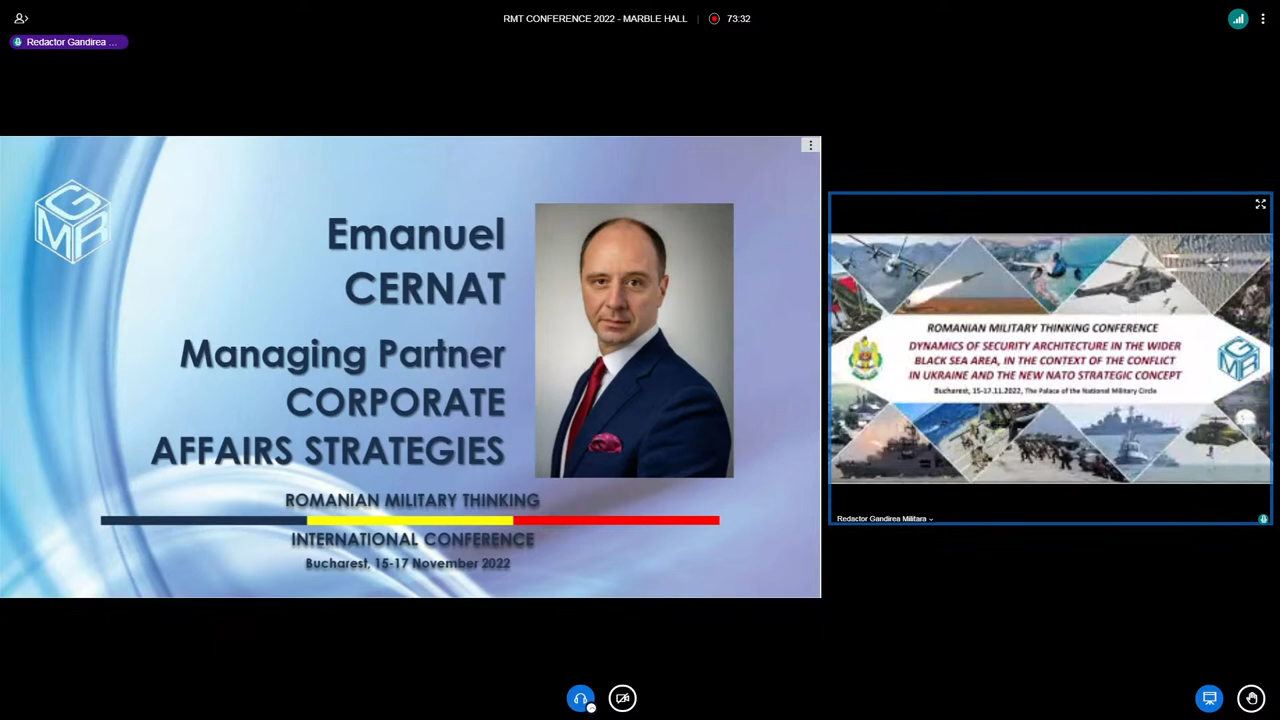 RMT CONFERENCE 2022 - MARBLE HALL
73:32
Redactor Gandirea ...
GMR
Emanuel
CERNAT
Managing Partner
CORPORATE
AFFAIRS STRATEGIES
ROMANIAN MILITARY THINKING
INTERNATIONAL CONFERENCE
Bucharest, 15-17 November 2022
ROMANIAN MILITARY THINKING CONFERENCE
DYNAMICS OF SECURITY ARCHITECTURE IN THE WIDER
BLACK SEA AREA, IN THE CONTEXT OF THE CONFLICT
IN UKRAINE AND THE NEW NATO STRATEGIC CONCEPT
Bucharest, 15-17.11.2022, The Palace of the National Military Circle
GMR
Redactor Gandirea Militara